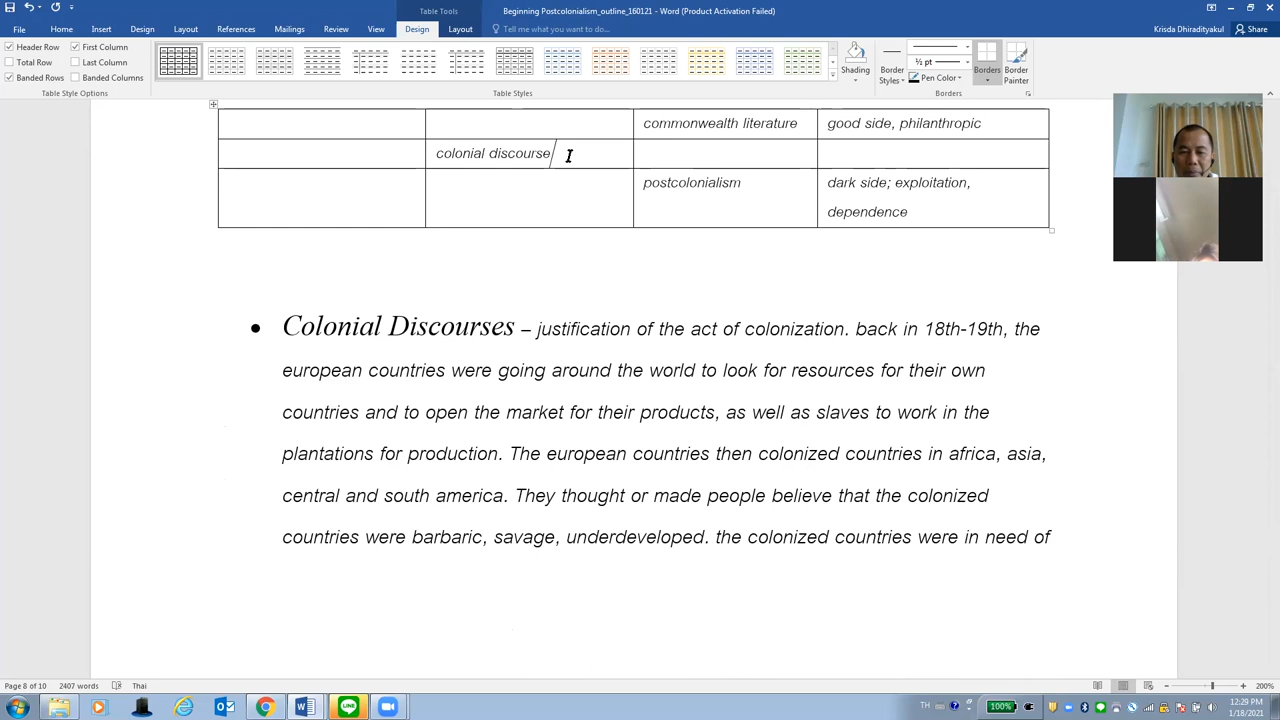 Table Tools
Beginning Postcolonialism_outline_160121 - Word (Product Activation Failed)
File Home Insert Design Layout References Mailings Review View Design Layout Tell me what you want to do...
Krisda Dhiradityakul Share
Header Row First Column
Total Row Last Column
Banded Rows Banded Columns
Table Style Options
Table Styles
Shading
Border Styles
½ pt
Pen Color
Borders
Border Painter
Borders
commonwealth literature good side, philanthropic
colonial discourse
postcolonialism dark side; exploitation,
dependence
• Colonial Discourses – justification of the act of colonization. back in 18th-19th, the
european countries were going around the world to look for resources for their own
countries and to open the market for their products, as well as slaves to work in the
plantations for production. The european countries then colonized countries in africa, asia,
central and south america. They thought or made people believe that the colonized
countries were barbaric, savage, underdeveloped. the colonized countries were in need of
Page 8 of 10 2407 words Thai
200%
LINE
TH
100%
12:29 PM
1/18/2021